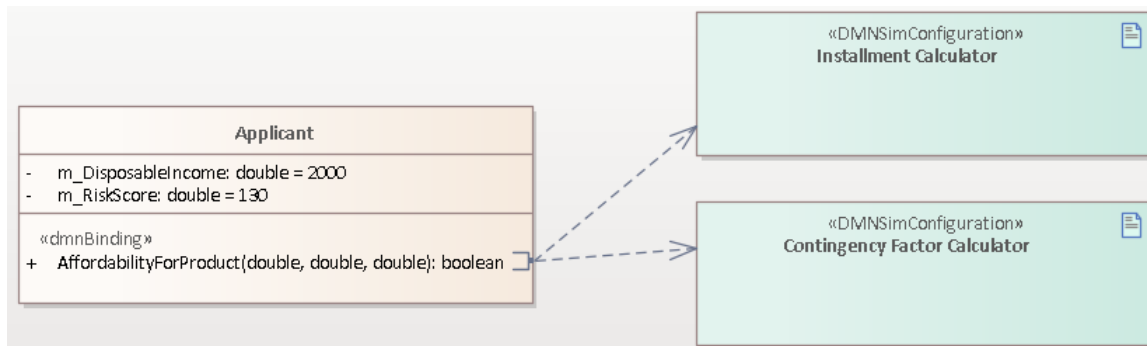 «DMNSimConfiguration»
Installment Calculator
Applicant
- m_DisposableIncome: double = 2000
- m_RiskScore: double = 130
«dmnBinding»
+ AffordabilityForProduct(double, double, double): boolean
«DMNSimConfiguration»
Contingency Factor Calculator